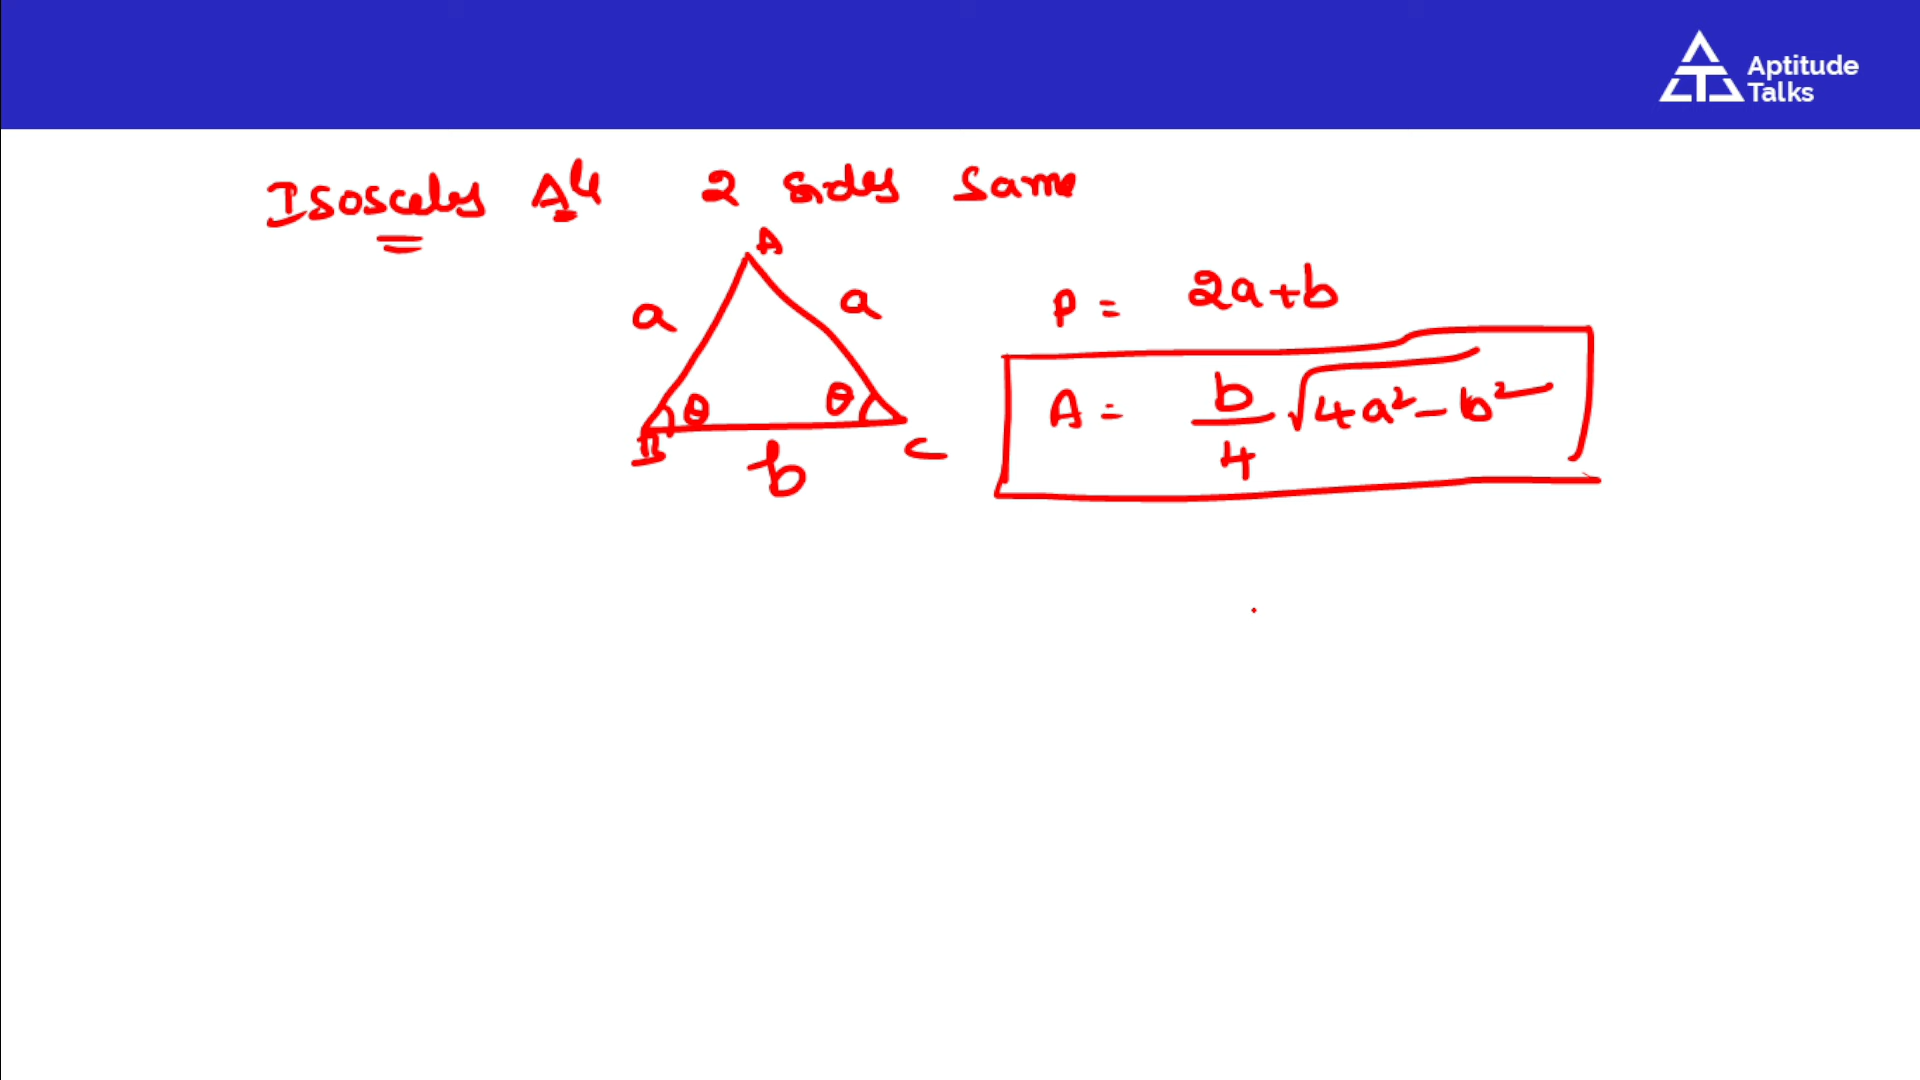 Aptitude
Talks
Isosceles Δle 2 sides same
A
a a
θ θ
B C
b
P = 2a+b
A = b/4 √4a²-b²